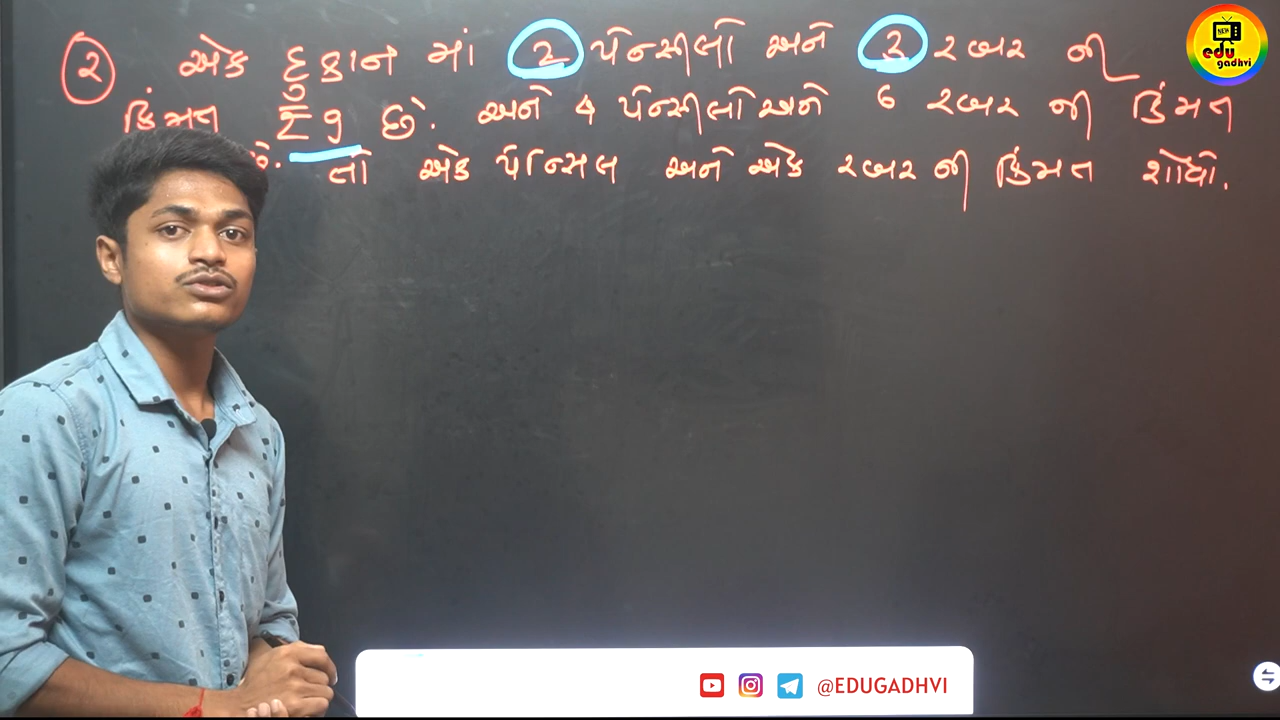 ૨ એક દુકાન માં 2 પેન્સીલો અને 3 રબર ની
કિંમત ₹ 9 છે. અને 4 પેન્સીલો અને 6 રબર ની કિંમત
છે. તો એક પેન્સિલ અને એક રબર ની કિંમત શોધો.
NEW
edu
gadhvi
@EDUGADHVI